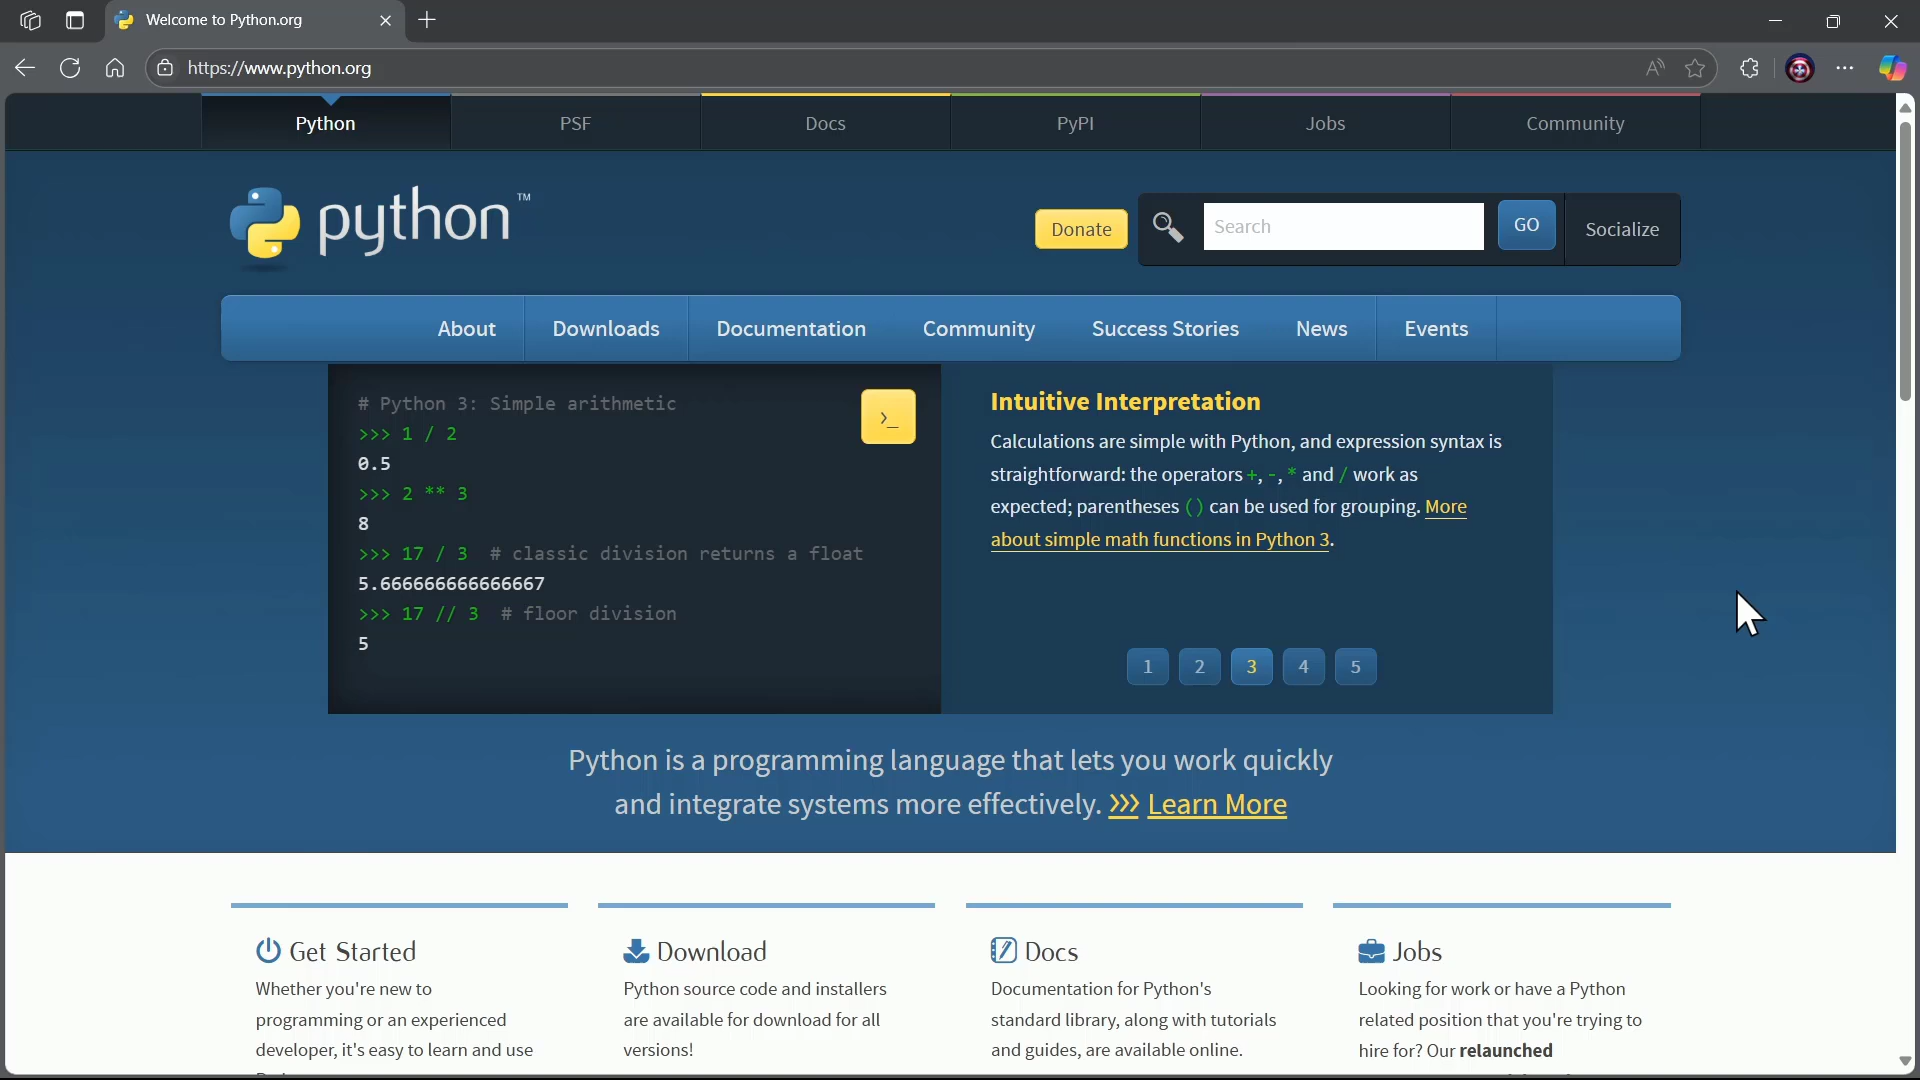 Welcome to Python.org
https://www.python.org
Python PSF Docs PyPI Jobs Community
python™
Donate Search GO Socialize
About Downloads Documentation Community Success Stories News Events
# Python 3: Simple arithmetic
>>> 1 / 2
0.5
>>> 2 ** 3
8
>>> 17 / 3 # classic division returns a float
5.666666666666667
>>> 17 // 3 # floor division
5
>_
Intuitive Interpretation
Calculations are simple with Python, and expression syntax is
straightforward: the operators +, -, * and / work as
expected; parentheses () can be used for grouping. More
about simple math functions in Python 3.
1 2 3 4 5
Python is a programming language that lets you work quickly
and integrate systems more effectively. >>> Learn More
Get Started
Whether you're new to
programming or an experienced
developer, it's easy to learn and use
Download
Python source code and installers
are available for download for all
versions!
Docs
Documentation for Python's
standard library, along with tutorials
and guides, are available online.
Jobs
Looking for work or have a Python
related position that you're trying to
hire for? Our relaunched